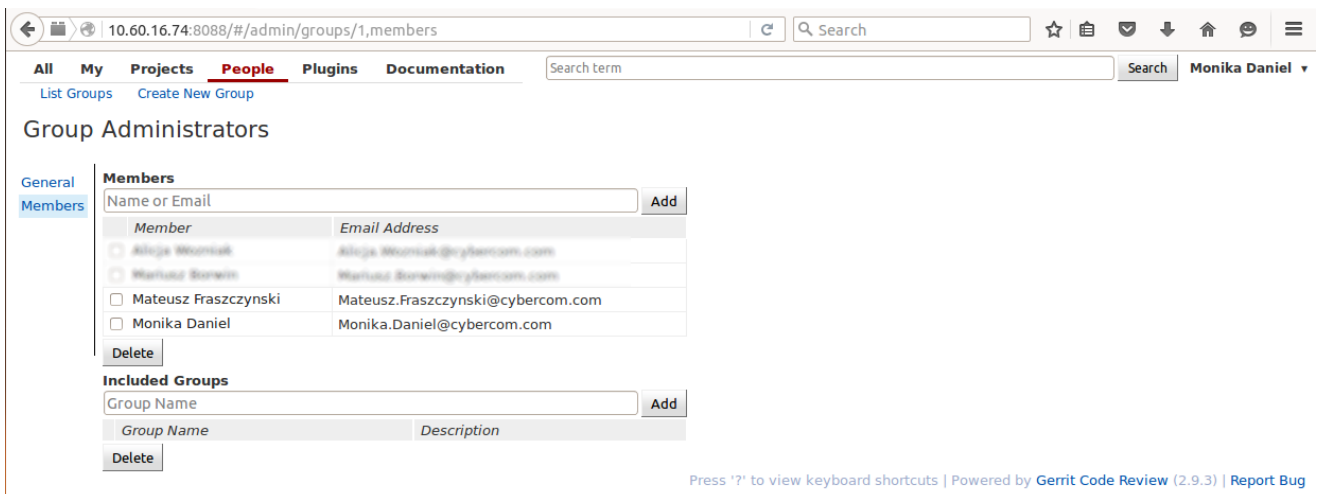 10.60.16.74:8088/#/admin/groups/1,members Search
All My Projects People Plugins Documentation Search term Search Monika Daniel ▼
List Groups Create New Group
Group Administrators
General
Members
Members
Name or Email Add
Member Email Address
Mateusz Fraszczynski Mateusz.Fraszczynski@cybercom.com
Monika Daniel Monika.Daniel@cybercom.com
Delete
Included Groups
Group Name Add
Group Name Description
Delete
Press '?' to view keyboard shortcuts | Powered by Gerrit Code Review (2.9.3) | Report Bug